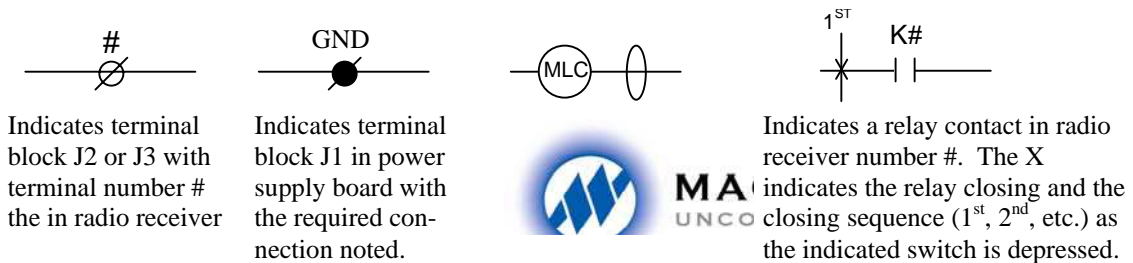 #
Indicates terminal
block J2 or J3 with
terminal number #
the in radio receiver
GND
Indicates terminal
block J1 in power
supply board with
the required con-
nection noted.
MLC
1ST
K#
Indicates a relay contact in radio
receiver number #. The X
indicates the relay closing and the
closing sequence (1st, 2nd, etc.) as
the indicated switch is depressed.